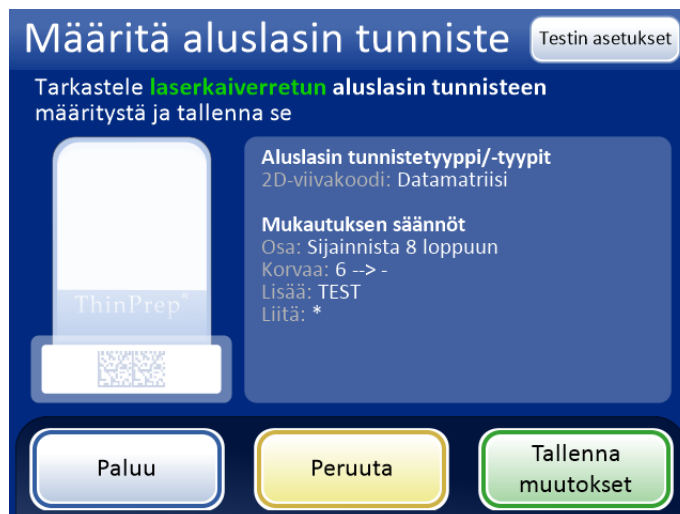 Määritä aluslasin tunniste
Testin asetukset
Tarkastele laserkaiverretun aluslasin tunnisteen
määritystä ja tallenna se
Aluslasin tunnistetyyppi/-tyypit
2D-viivakoodi: Datamatriisi
Mukautuksen säännöt
Osa: Sijainnista 8 loppuun
Korvaa: 6 --> -
Lisää: TEST
Liitä: *
ThinPrep®
Paluu
Peruuta
Tallenna
muutokset